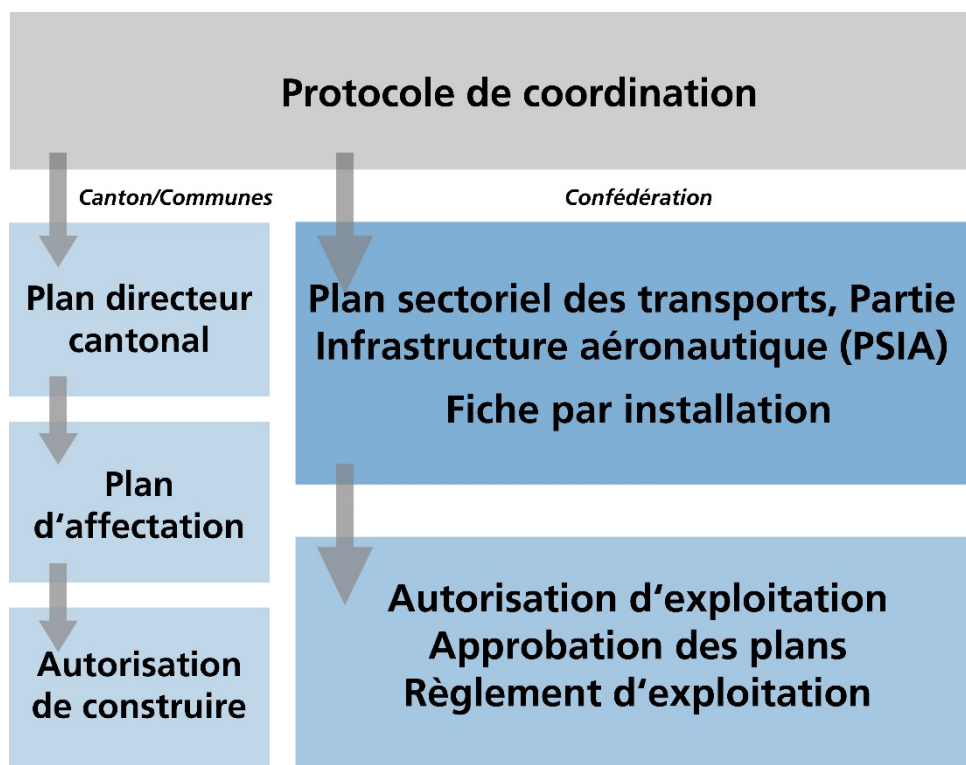 Protocole de coordination
Canton/Communes
Plan directeur
cantonal
Plan
d‘affectation
Autorisation
de construire
Confédération
Plan sectoriel des transports, Partie
Infrastructure aéronautique (PSIA)
Fiche par installation
Autorisation d‘exploitation
Approbation des plans
Règlement d‘exploitation